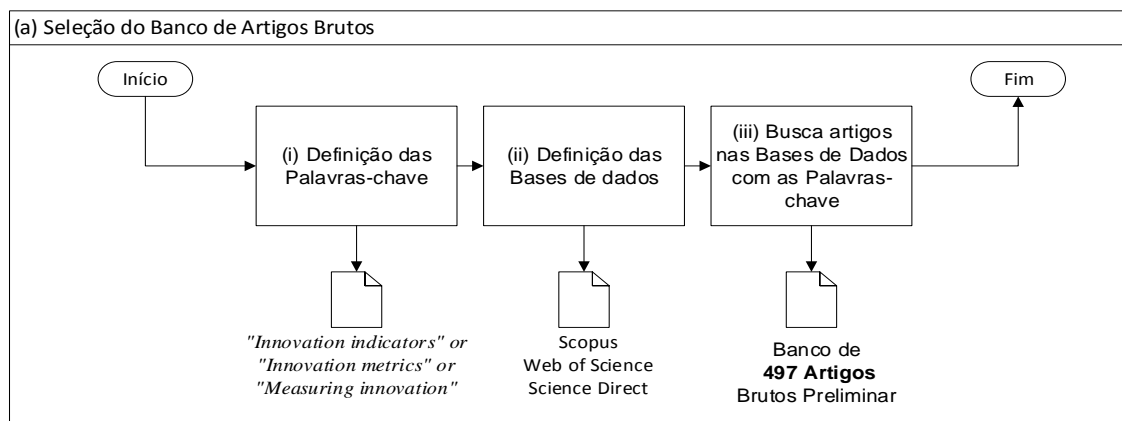 (a) Seleção do Banco de Artigos Brutos
Início
Fim
(i) Definição das
Palavras-chave
(ii) Definição das
Bases de dados
(iii) Busca artigos
nas Bases de Dados
com as Palavras-
chave
"Innovation indicators" or
"Innovation metrics" or
"Measuring innovation"
Scopus
Web of Science
Science Direct
Banco de
497 Artigos
Brutos Preliminar